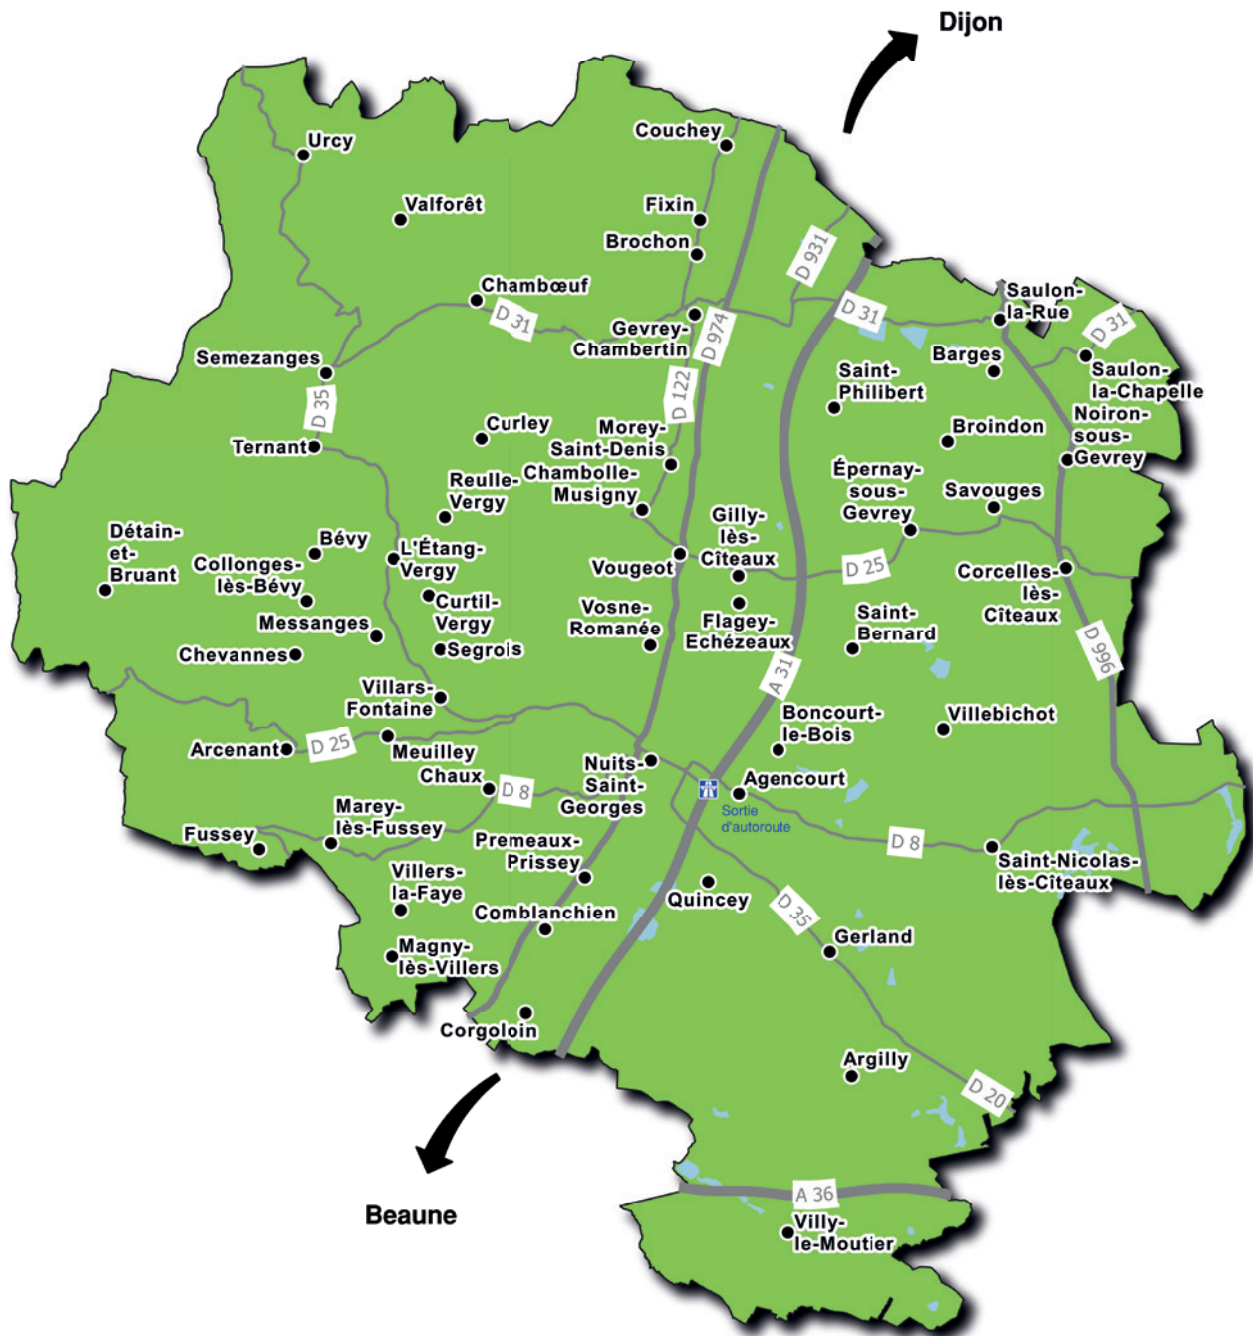 Dijon
Couchey
Urcy
Valforêt
Fixin
Brochon
D 931
Chambœuf
D 31
Gevrey-
Chambertin
D 974
D 31
Saulon-
la-Rue
D 31
Semezanges
Barges
Saulon-
la-Chapelle
Saint-
Philibert
D 35
D 122
Curley
Morey-
Saint-Denis
Broindon
Noiron-
sous-
Gevrey
Ternant
Chambolle-
Musigny
Reulle-
Vergy
Épernay-
sous-
Gevrey
Savouges
Détain-
et-
Bruant
Bévy
Collonges-
lès-Bévy
L'Étang-
Vergy
Vougeot
Gilly-
lès-
Cîteaux
D 25
Corcelles-
lès-
Cîteaux
Curtil-
Vergy
Vosne-
Romanée
Flagey-
Echézeaux
Saint-
Bernard
Messanges
Chevannes
Segrois
D 996
A 31
Villars-
Fontaine
Boncourt-
le-Bois
Villebichot
Arcenant
D 25
Meuilley
Chaux
D 8
Nuits-
Saint-
Georges
Agencourt
Sortie
d'autoroute
Marey-
lès-Fussey
Fussey
Premeaux-
Prissey
D 8
Saint-Nicolas-
lès-Cîteaux
Villers-
la-Faye
Quincey
D 35
Comblanchien
Gerland
Magny-
lès-Villers
Corgoloin
Argilly
D 20
Beaune
A 36
Villy-
le-Moutier